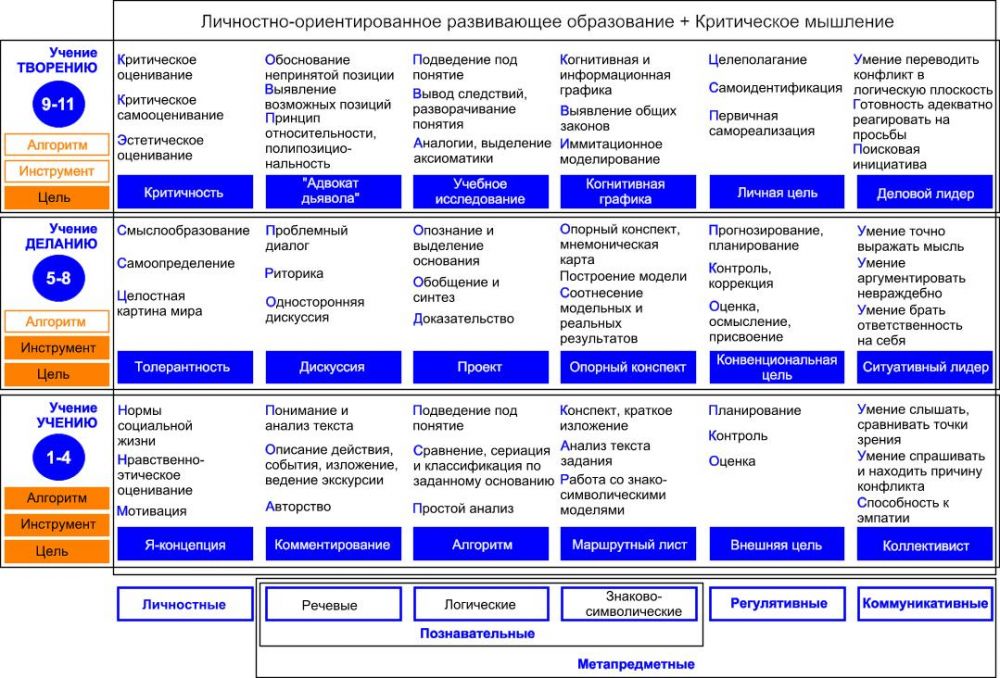 Личностно-ориентированное развивающее образование + Критическое мышление
Учение
ТВОРЕНИЮ
9-11
Алгоритм
Инструмент
Цель
Критическое
оценивание
Критическое
самооценивание
Эстетическое
оценивание
Критичность
Обоснование
непринятой позиции
Выявление
возможных позиций
Принцип
относительности,
полипозицио-
нальность
"Адвокат
дьявола"
Подведение под
понятие
Вывод следствий,
разворачивание
понятия
Аналогии, выделение
аксиоматики
Учебное
исследование
Когнитивная и
информационная
графика
Выявление общих
законов
Иммитационное
моделирование
Когнитивная
графика
Целеполагание
Самоидентификация
Первичная
самореализация
Личная цель
Умение переводить
конфликт в
логическую плоскость
Готовность адекватно
реагировать на
просьбы
Поисковая
инициатива
Деловой лидер
Учение
ДЕЛАНИЮ
5-8
Алгоритм
Инструмент
Цель
Смыслообразование
Самоопределение
Целостная
картина мира
Толерантность
Проблемный
диалог
Риторика
Односторонняя
дискуссия
Дискуссия
Опознание и
выделение
основания
Обобщение и
синтез
Доказательство
Проект
Опорный конспект,
мнемоническая
карта
Построение модели
Соотнесение
модельных и
реальных
результатов
Опорный конспект
Прогнозирование,
планирование
Контроль,
коррекция
Оценка,
осмысление,
присвоение
Конвенциональная
цель
Умение точно
выражать мысль
Умение
аргументировать
невраждебно
Умение брать
ответственность
на себя
Ситуативный лидер
Учение
УЧЕНИЮ
1-4
Алгоритм
Инструмент
Цель
Нормы
социальной
жизни
Нравственно-
этическое
оценивание
Мотивация
Я-концепция
Понимание и
анализ текста
Описание действия,
события, изложение,
ведение экскурсии
Авторство
Комментирование
Подведение под
понятие
Сравнение, сериация
и классификация по
заданному основанию
Простой анализ
Алгоритм
Конспект, краткое
изложение
Анализ текста
задания
Работа со знако-
символическими
моделями
Маршрутный лист
Планирование
Контроль
Оценка
Внешняя цель
Умение слышать,
сравнивать точки
зрения
Умение спрашивать
и находить причину
конфликта
Способность к
эмпатии
Коллективист
Личностные
Речевые
Логические
Знаково-
символические
Регулятивные
Коммуникативные
Познавательные
Метапредметные